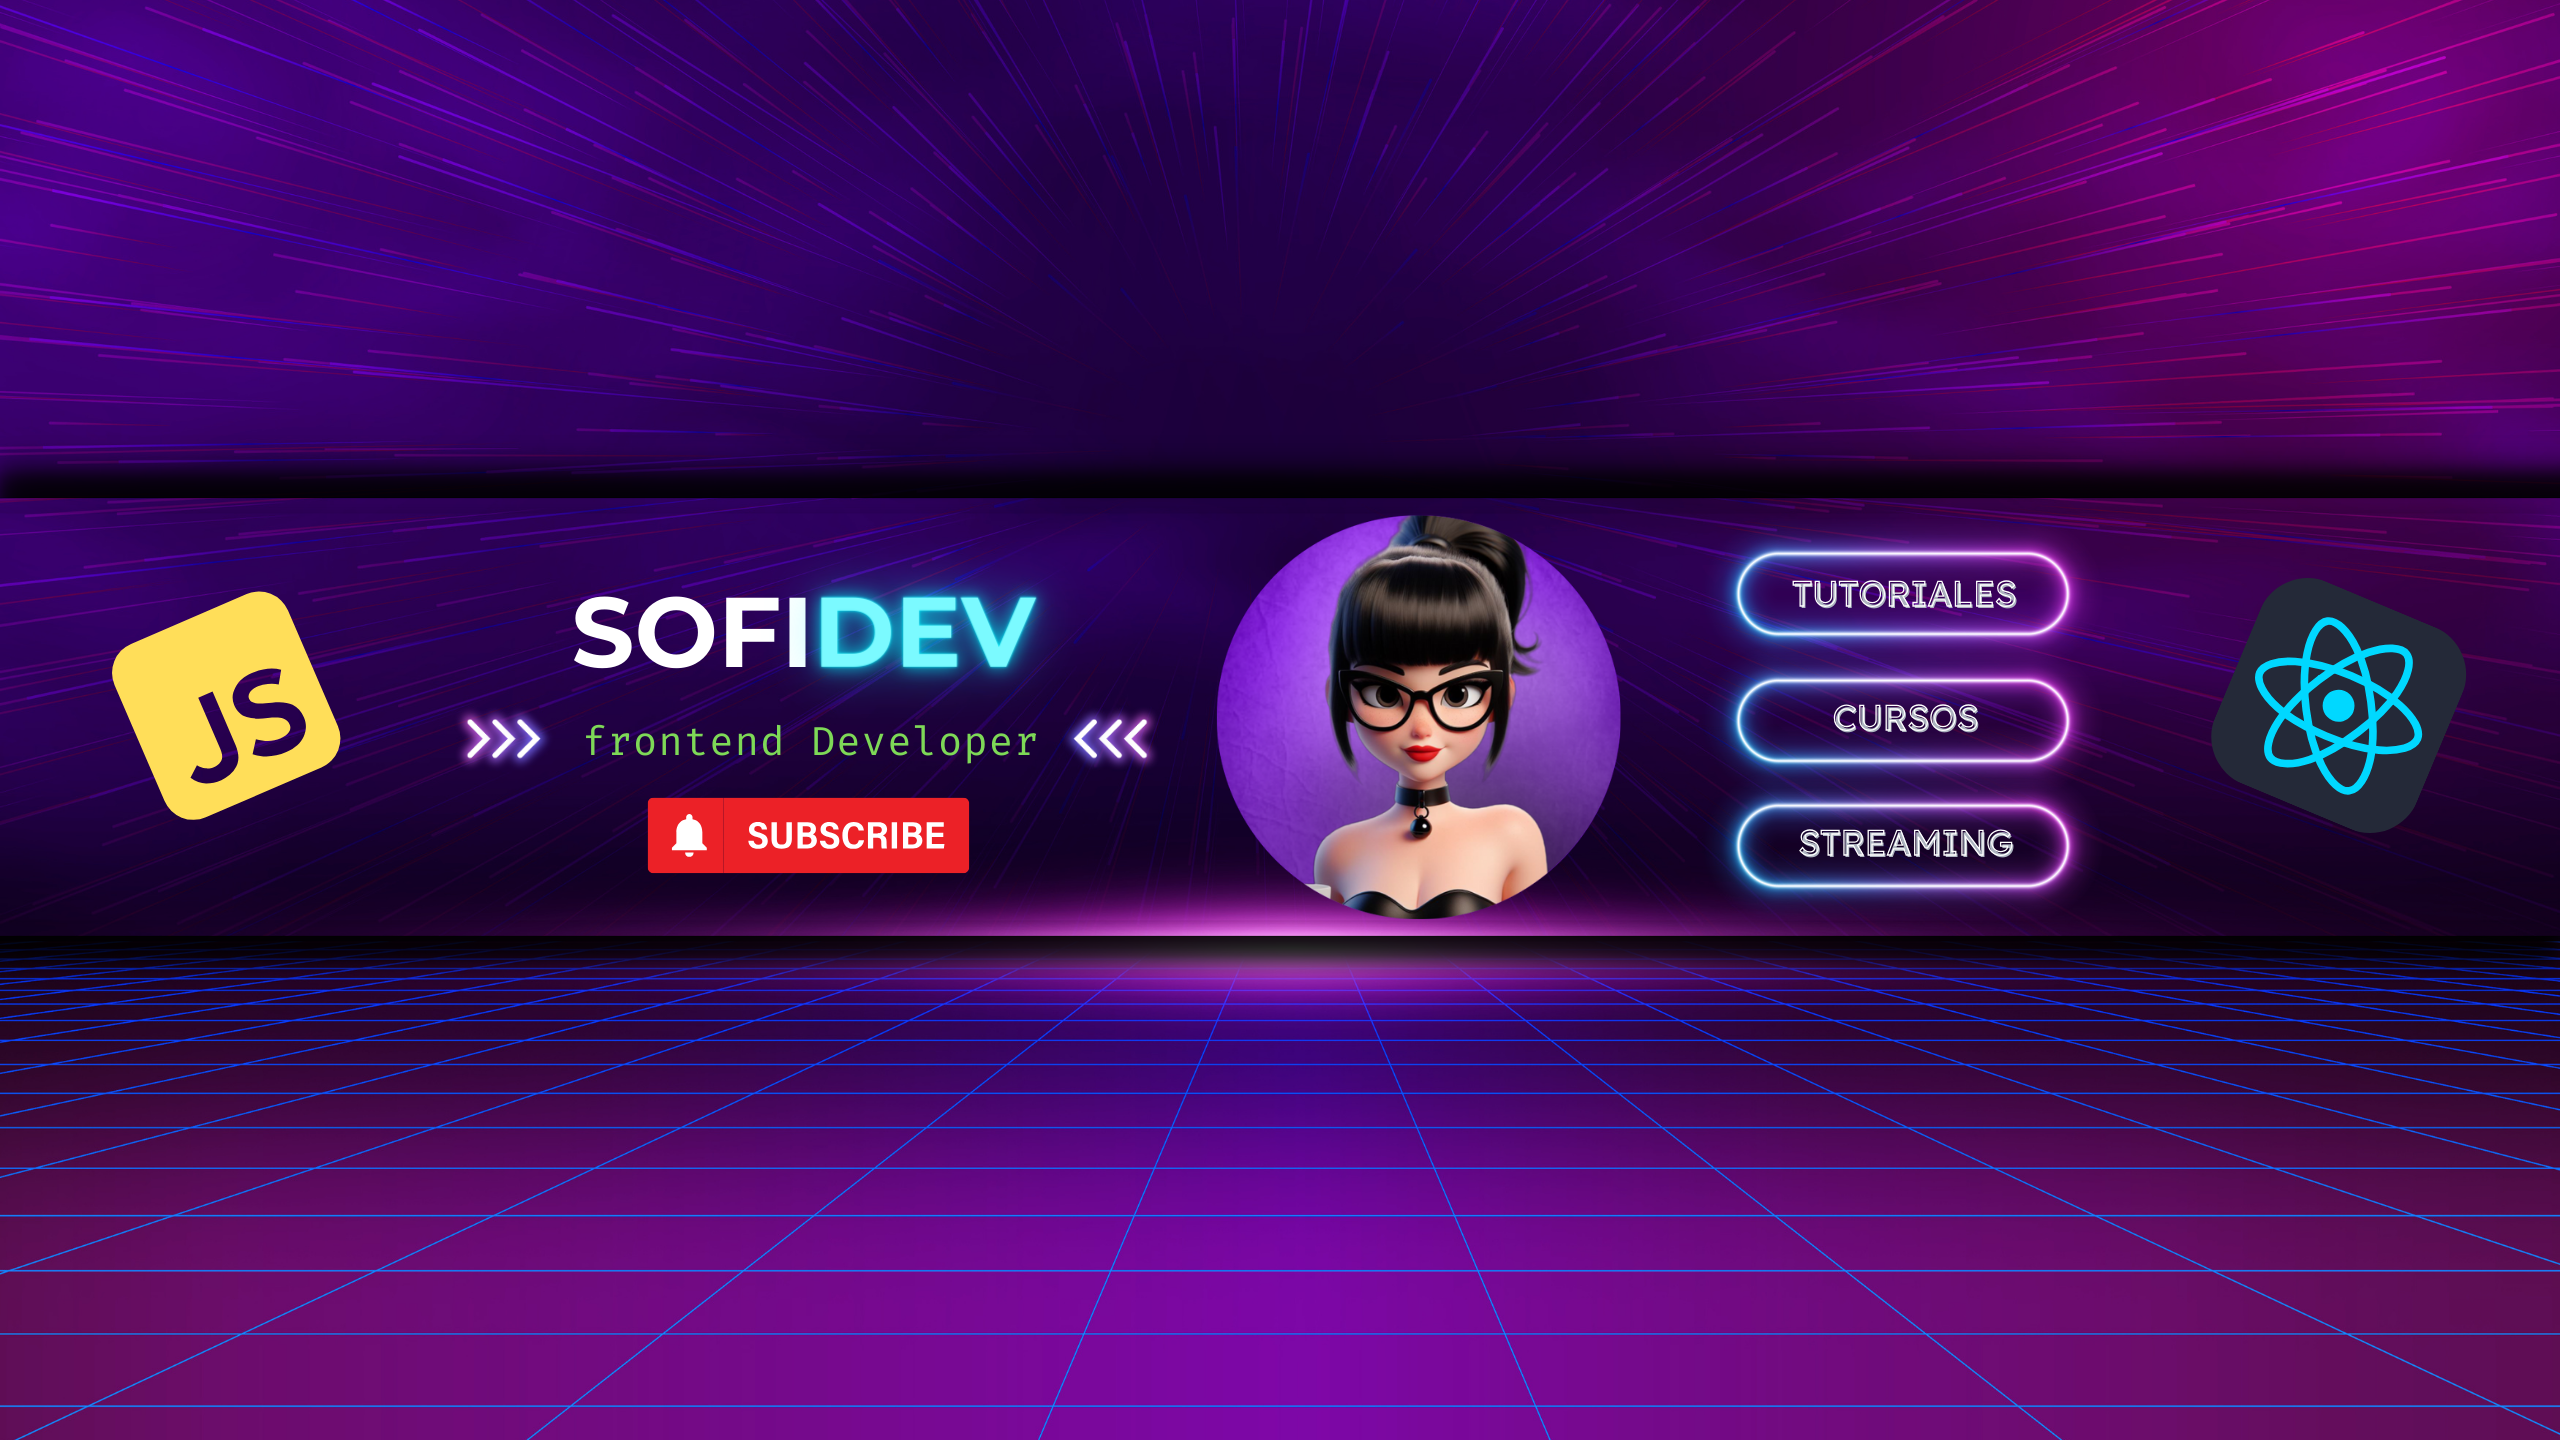 JS
SOFIDEV
frontend Developer
SUBSCRIBE
TUTORIALES
CURSOS
STREAMING